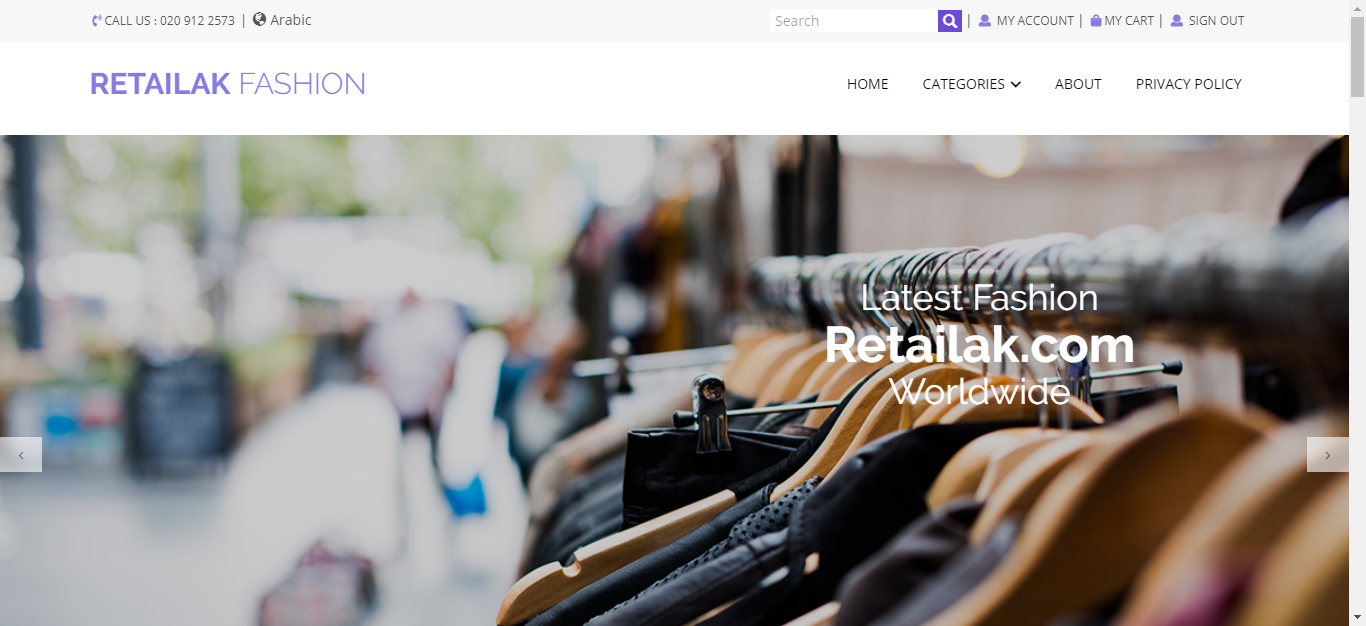 CALL US : 020 912 2573 | Arabic
Search | MY ACCOUNT | MY CART | SIGN OUT
RETAILAK FASHION
HOME CATEGORIES ABOUT PRIVACY POLICY
Latest Fashion
Retailak.com
Worldwide